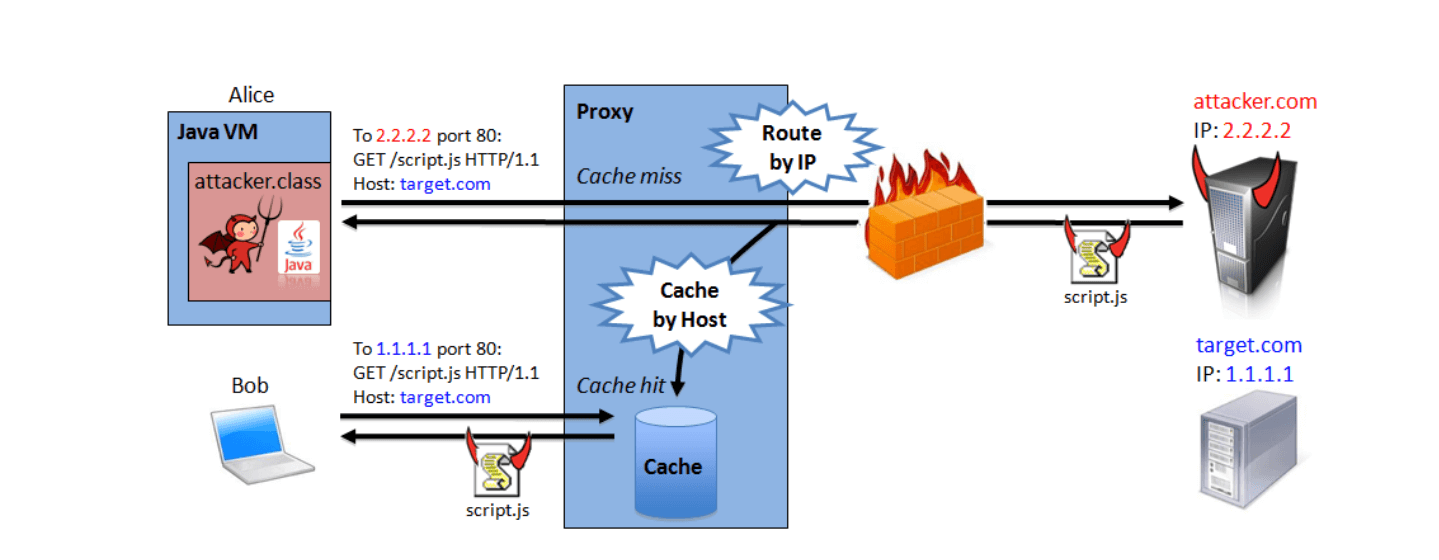 Alice
Java VM
attacker.class
Java
To 2.2.2.2 port 80:
GET /script.js HTTP/1.1
Host: target.com
Proxy
Cache miss
Route
by IP
attacker.com
IP: 2.2.2.2
script.js
Cache
by Host
Bob
To 1.1.1.1 port 80:
GET /script.js HTTP/1.1
Host: target.com
Cache hit
Cache
script.js
target.com
IP: 1.1.1.1